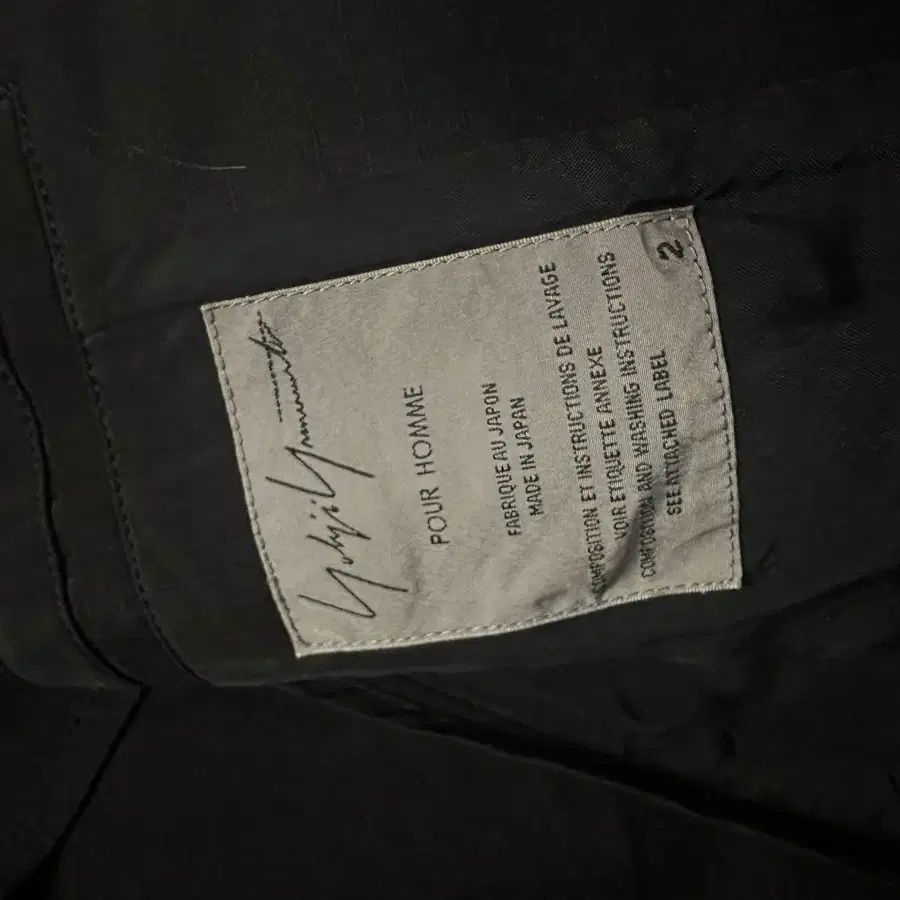 Yohji Yamamoto
POUR HOMME
FABRIQUE AU JAPON
MADE IN JAPAN
COMPOSITION ET INSTRUCTIONS DE LAVAGE
VOIR ETIQUETTE ANNEXE
COMPOSITION AND WASHING INSTRUCTIONS
SEE ATTACHED LABEL
2